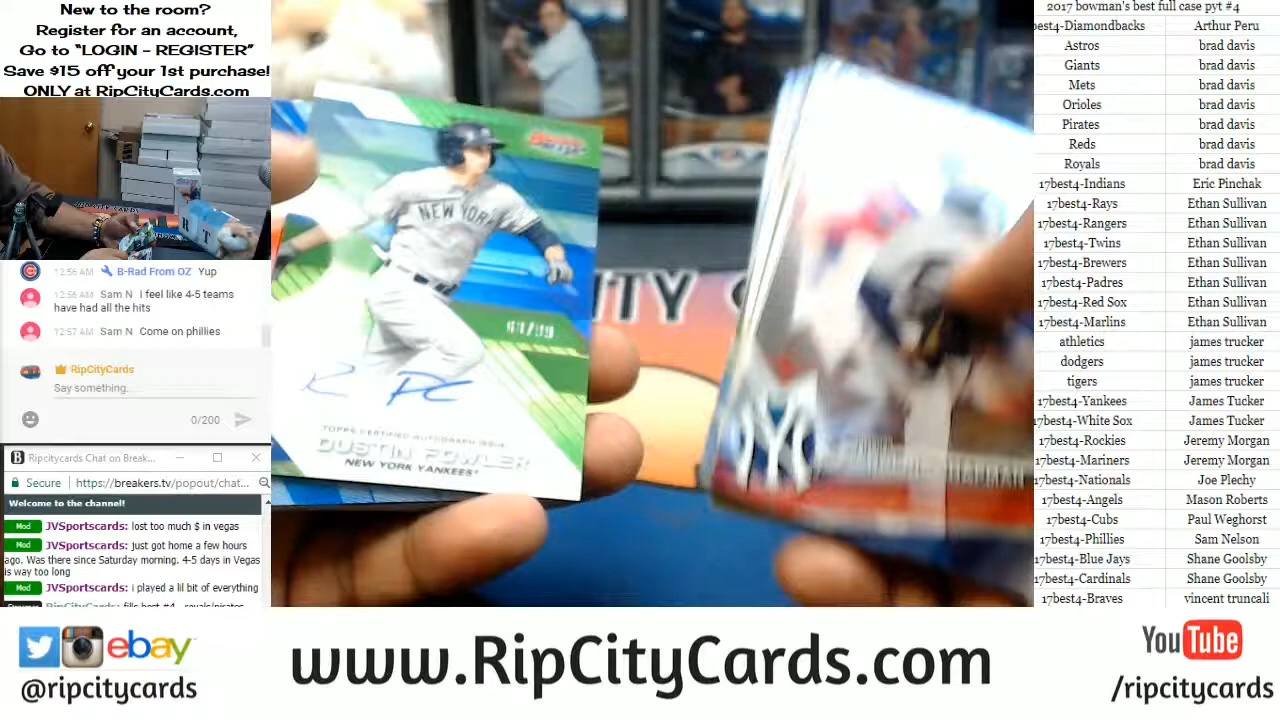 New to the room?
Register for an account,
Go to "LOGIN - REGISTER"
Save $15 off your 1st purchase!
ONLY at RipCityCards.com
12:56 AM B-Rad From OZ Yup
12:56 AM Sam N I feel like 4-5 teams
have had all the hits
12:57 AM Sam N Come on phillies
RipCityCards
Say something...
0/200
Ripcitycards Chat on Break...
Secure https://breakers.tv/popout/chat...
Welcome to the channel!
Mod JVSportscards: lost too much $ in vegas
Mod JVSportscards: just got home a few hours
ago. Was there since Saturday morning. 4-5 days in Vegas
is way too long
Mod JVSportscards: i played a lil bit of everything
RipCityCards: fills best #4 - royals/pirates
NEW YORK
TOPPS CERTIFIED AUTOGRAPH ISSUE
DUSTIN FOWLER
NEW YORK YANKEES
NY
2017 bowman's best full case pyt #4
best4-Diamondbacks Arthur Peru
Astros brad davis
Giants brad davis
Mets brad davis
Orioles brad davis
Pirates brad davis
Reds brad davis
Royals brad davis
17best4-Indians Eric Pinchak
17best4-Rays Ethan Sullivan
17best4-Rangers Ethan Sullivan
17best4-Twins Ethan Sullivan
17best4-Brewers Ethan Sullivan
17best4-Padres Ethan Sullivan
17best4-Red Sox Ethan Sullivan
17best4-Marlins Ethan Sullivan
athletics james trucker
dodgers james trucker
tigers james trucker
17best4-Yankees James Tucker
17best4-White Sox James Tucker
17best4-Rockies Jeremy Morgan
17best4-Mariners Jeremy Morgan
17best4-Nationals Joe Plechy
17best4-Angels Mason Roberts
17best4-Cubs Paul Weghorst
17best4-Phillies Sam Nelson
17best4-Blue Jays Shane Goolsby
17best4-Cardinals Shane Goolsby
17best4-Braves vincent truncali
ebay
@ripcitycards
www.RipCityCards.com
YouTube
/ripcitycards